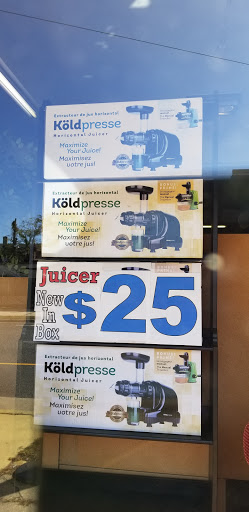 Extracteur de jus horizontal
Köldpresse
Horizontal Juicer
Maximize
Your Juice!
Maximisez
votre jus!
Extracteur de jus horizontal
Köldpresse
Horizontal Juicer
Maximize
Your Juice!
Maximisez
votre jus!
Juicer
New
In
Box
$25
Extracteur de jus horizontal
Köldpresse
Horizontal Juicer
Maximize
Your Juice!
Maximisez
votre jus!